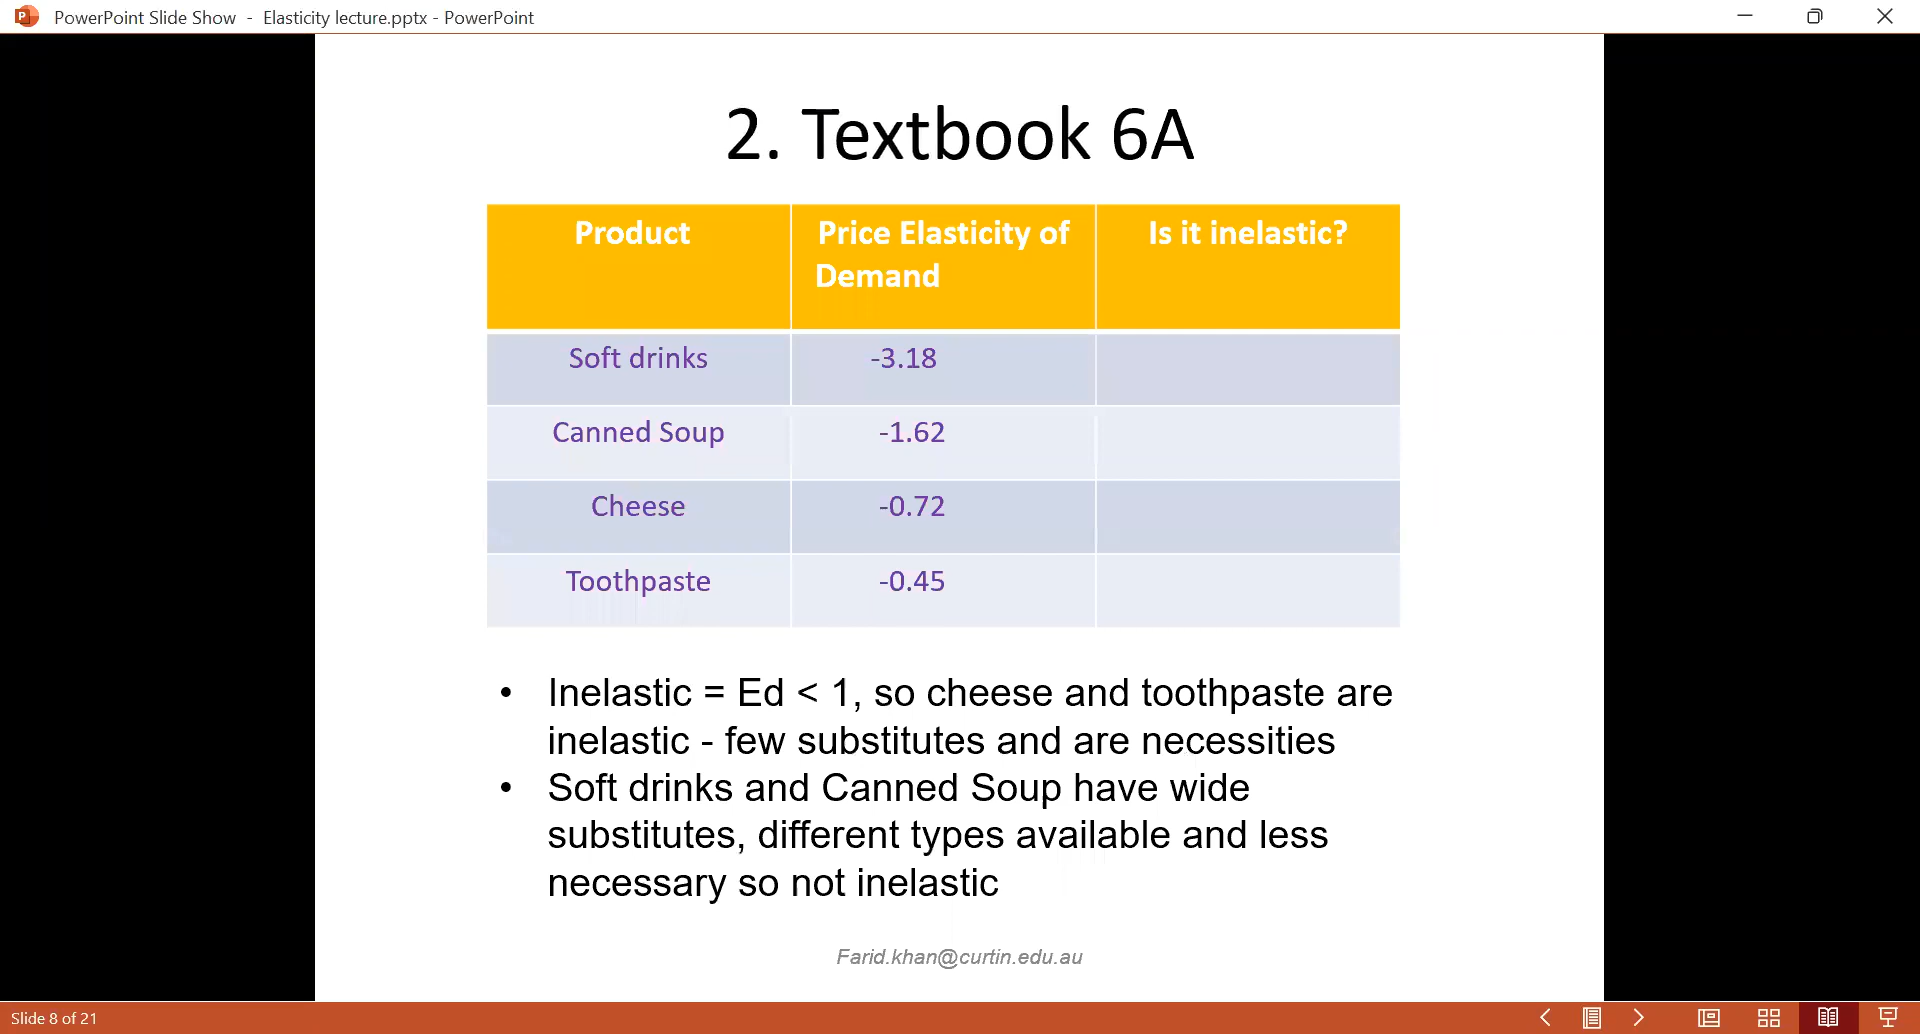 PowerPoint Slide Show - Elasticity lecture.pptx - PowerPoint
2. Textbook 6A
Product Price Elasticity of Demand Is it inelastic?
Soft drinks -3.18
Canned Soup -1.62
Cheese -0.72
Toothpaste -0.45
• Inelastic = Ed < 1, so cheese and toothpaste are
inelastic - few substitutes and are necessities
• Soft drinks and Canned Soup have wide
substitutes, different types available and less
necessary so not inelastic
Farid.khan@curtin.edu.au
Slide 8 of 21